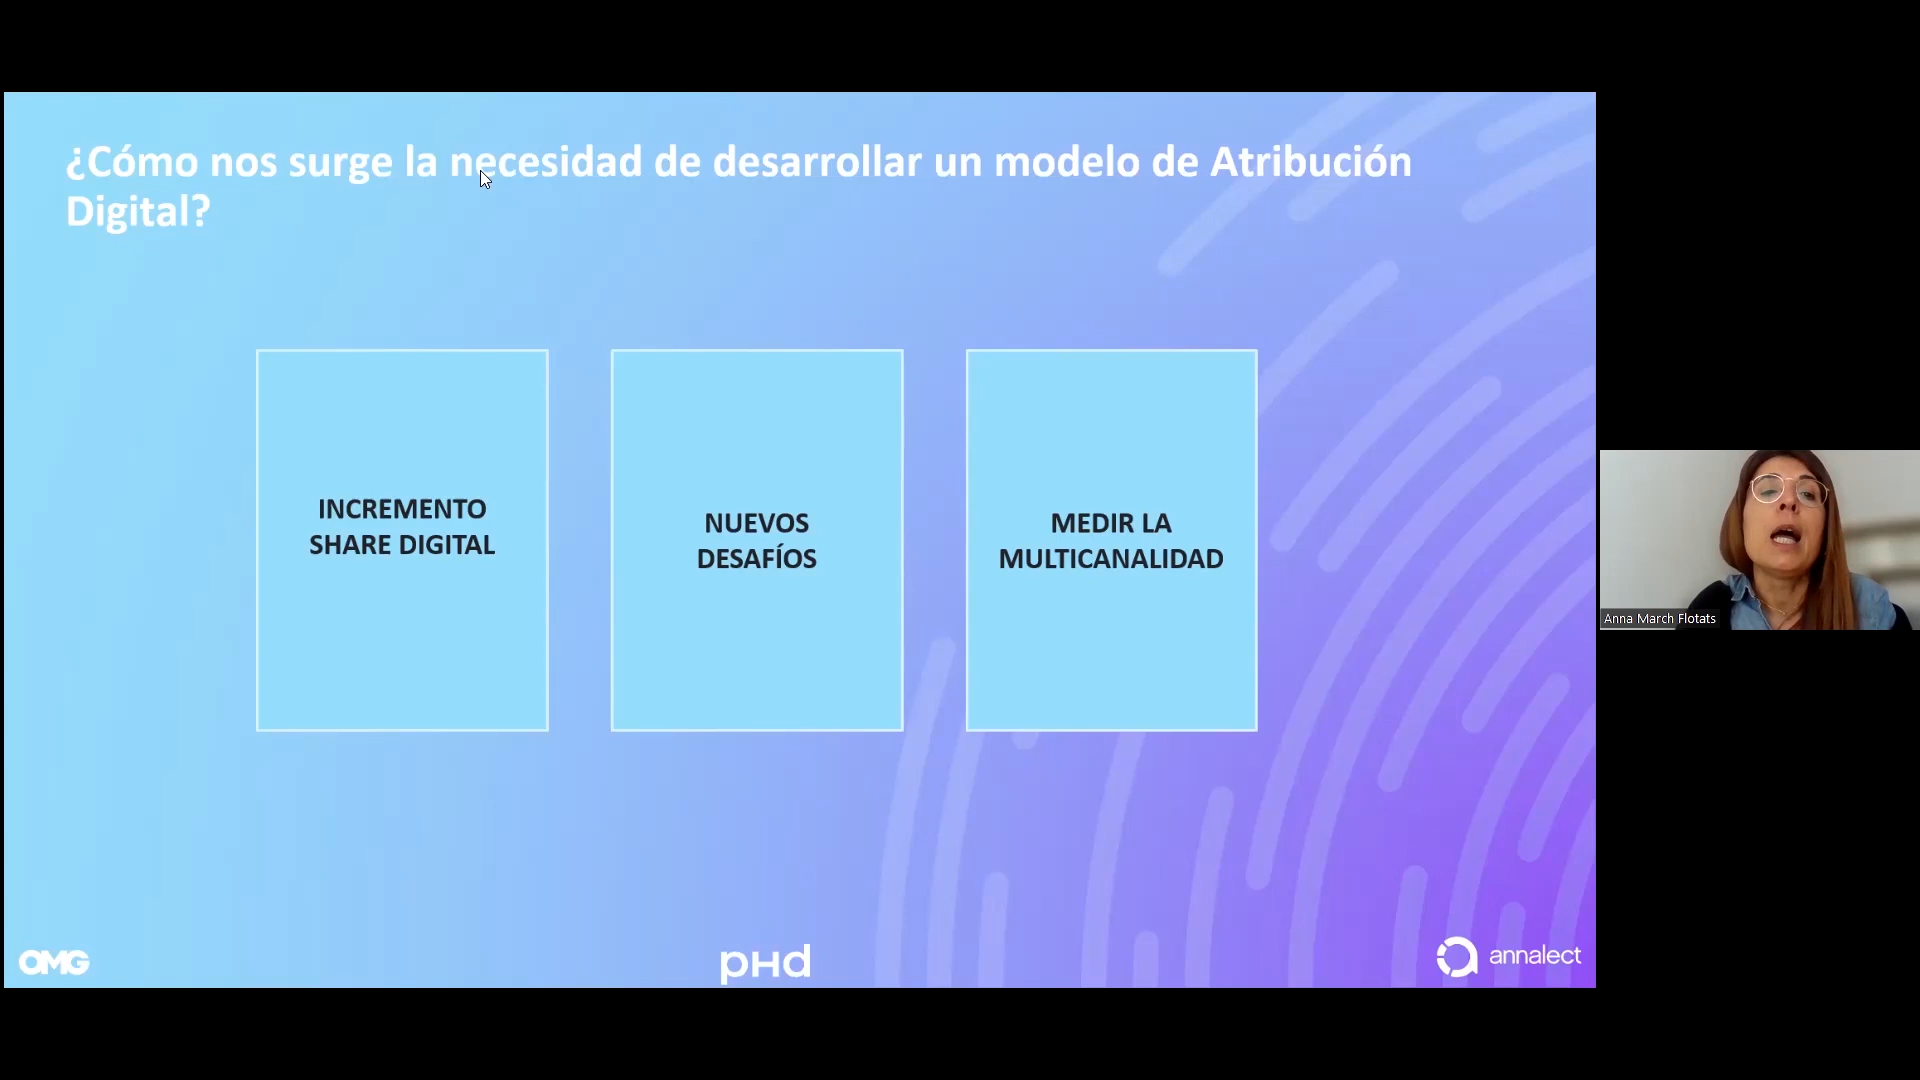 ¿Cómo nos surge la necesidad de desarrollar un modelo de Atribución
Digital?
INCREMENTO
SHARE DIGITAL
NUEVOS
DESAFÍOS
MEDIR LA
MULTICANALIDAD
Anna March Flotats
OMG
pHd
annalect